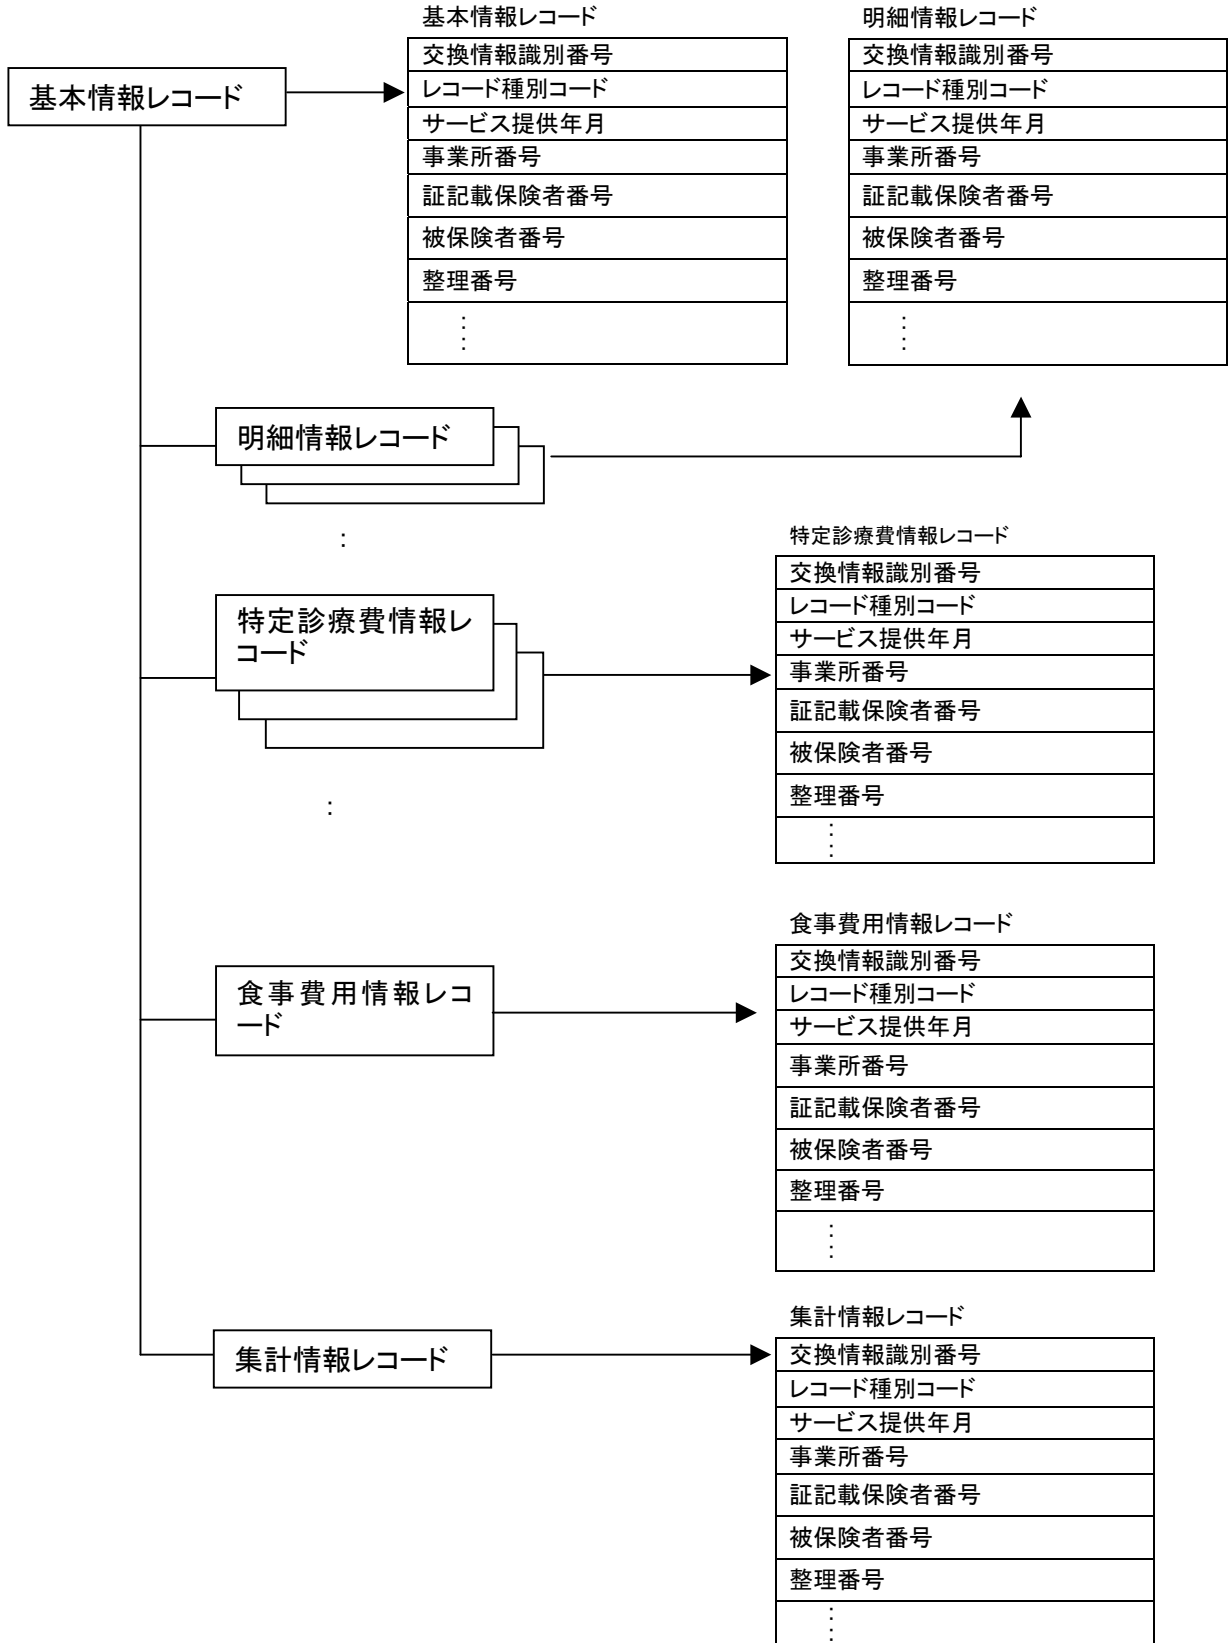 基本情報レコード
基本情報レコード
交換情報識別番号
レコード種別コード
サービス提供年月
事業所番号
証記載保険者番号
被保険者番号
整理番号
:
:
明細情報レコード
交換情報識別番号
レコード種別コード
サービス提供年月
事業所番号
証記載保険者番号
被保険者番号
整理番号
:
:
明細情報レコード
:
特定診療費情報レ
コード
:
特定診療費情報レコード
交換情報識別番号
レコード種別コード
サービス提供年月
事業所番号
証記載保険者番号
被保険者番号
整理番号
:
:
食事費用情報レコ
ード
食事費用情報レコード
交換情報識別番号
レコード種別コード
サービス提供年月
事業所番号
証記載保険者番号
被保険者番号
整理番号
:
:
集計情報レコード
集計情報レコード
交換情報識別番号
レコード種別コード
サービス提供年月
事業所番号
証記載保険者番号
被保険者番号
整理番号
:
: